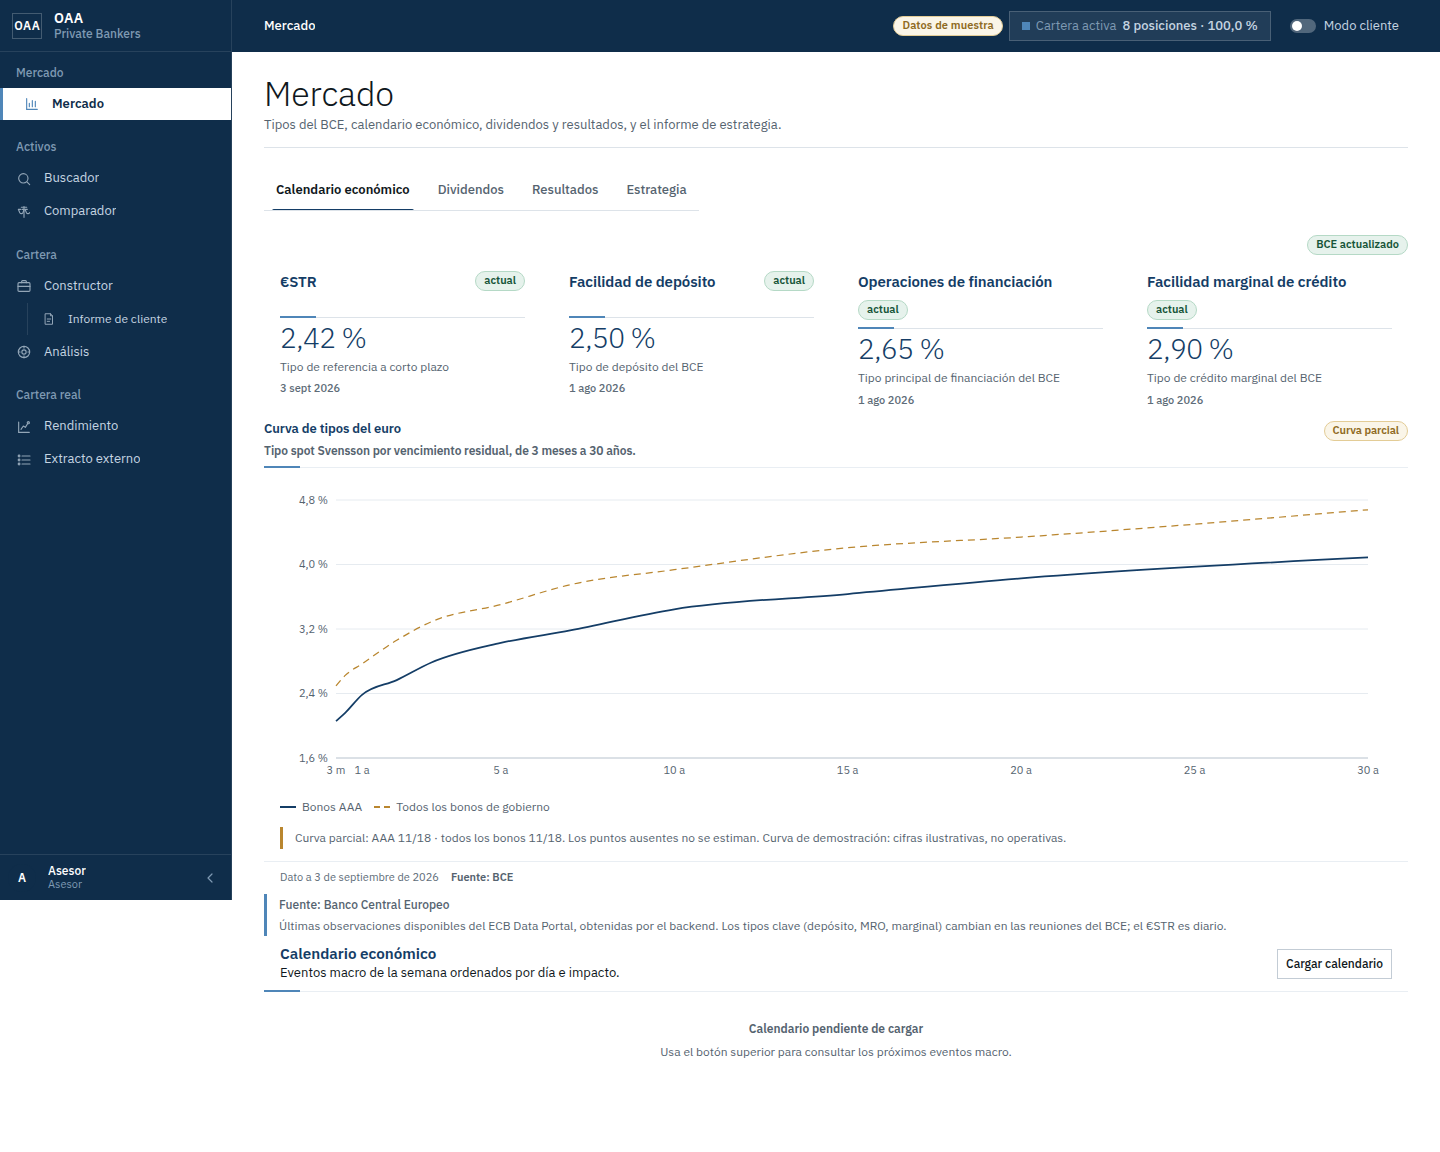 OAA
OAA
Private Bankers
Mercado
Datos de muestra
Cartera activa 8 posiciones · 100,0 %
Modo cliente
Mercado
Mercado
Activos
Buscador
Comparador
Cartera
Constructor
Informe de cliente
Análisis
Cartera real
Rendimiento
Extracto externo
A
Asesor
Asesor
Mercado
Tipos del BCE, calendario económico, dividendos y resultados, y el informe de estrategia.
Calendario económico
Dividendos
Resultados
Estrategia
BCE actualizado
€STR
actual
2,42 %
Tipo de referencia a corto plazo
3 sept 2026
Facilidad de depósito
actual
2,50 %
Tipo de depósito del BCE
1 ago 2026
Operaciones de financiación
actual
2,65 %
Tipo principal de financiación del BCE
1 ago 2026
Facilidad marginal de crédito
actual
2,90 %
Tipo de crédito marginal del BCE
1 ago 2026
Curva de tipos del euro
Curva parcial
Tipo spot Svensson por vencimiento residual, de 3 meses a 30 años.
4,8 %
4,0 %
3,2 %
2,4 %
1,6 %
3 m
1 a
5 a
10 a
15 a
20 a
25 a
30 a
Bonos AAA
Todos los bonos de gobierno
Curva parcial: AAA 11/18 · todos los bonos 11/18. Los puntos ausentes no se estiman. Curva de demostración: cifras ilustrativas, no operativas.
Dato a 3 de septiembre de 2026
Fuente: BCE
Fuente: Banco Central Europeo
Últimas observaciones disponibles del ECB Data Portal, obtenidas por el backend. Los tipos clave (depósito, MRO, marginal) cambian en las reuniones del BCE; el €STR es diario.
Calendario económico
Eventos macro de la semana ordenados por día e impacto.
Cargar calendario
Calendario pendiente de cargar
Usa el botón superior para consultar los próximos eventos macro.